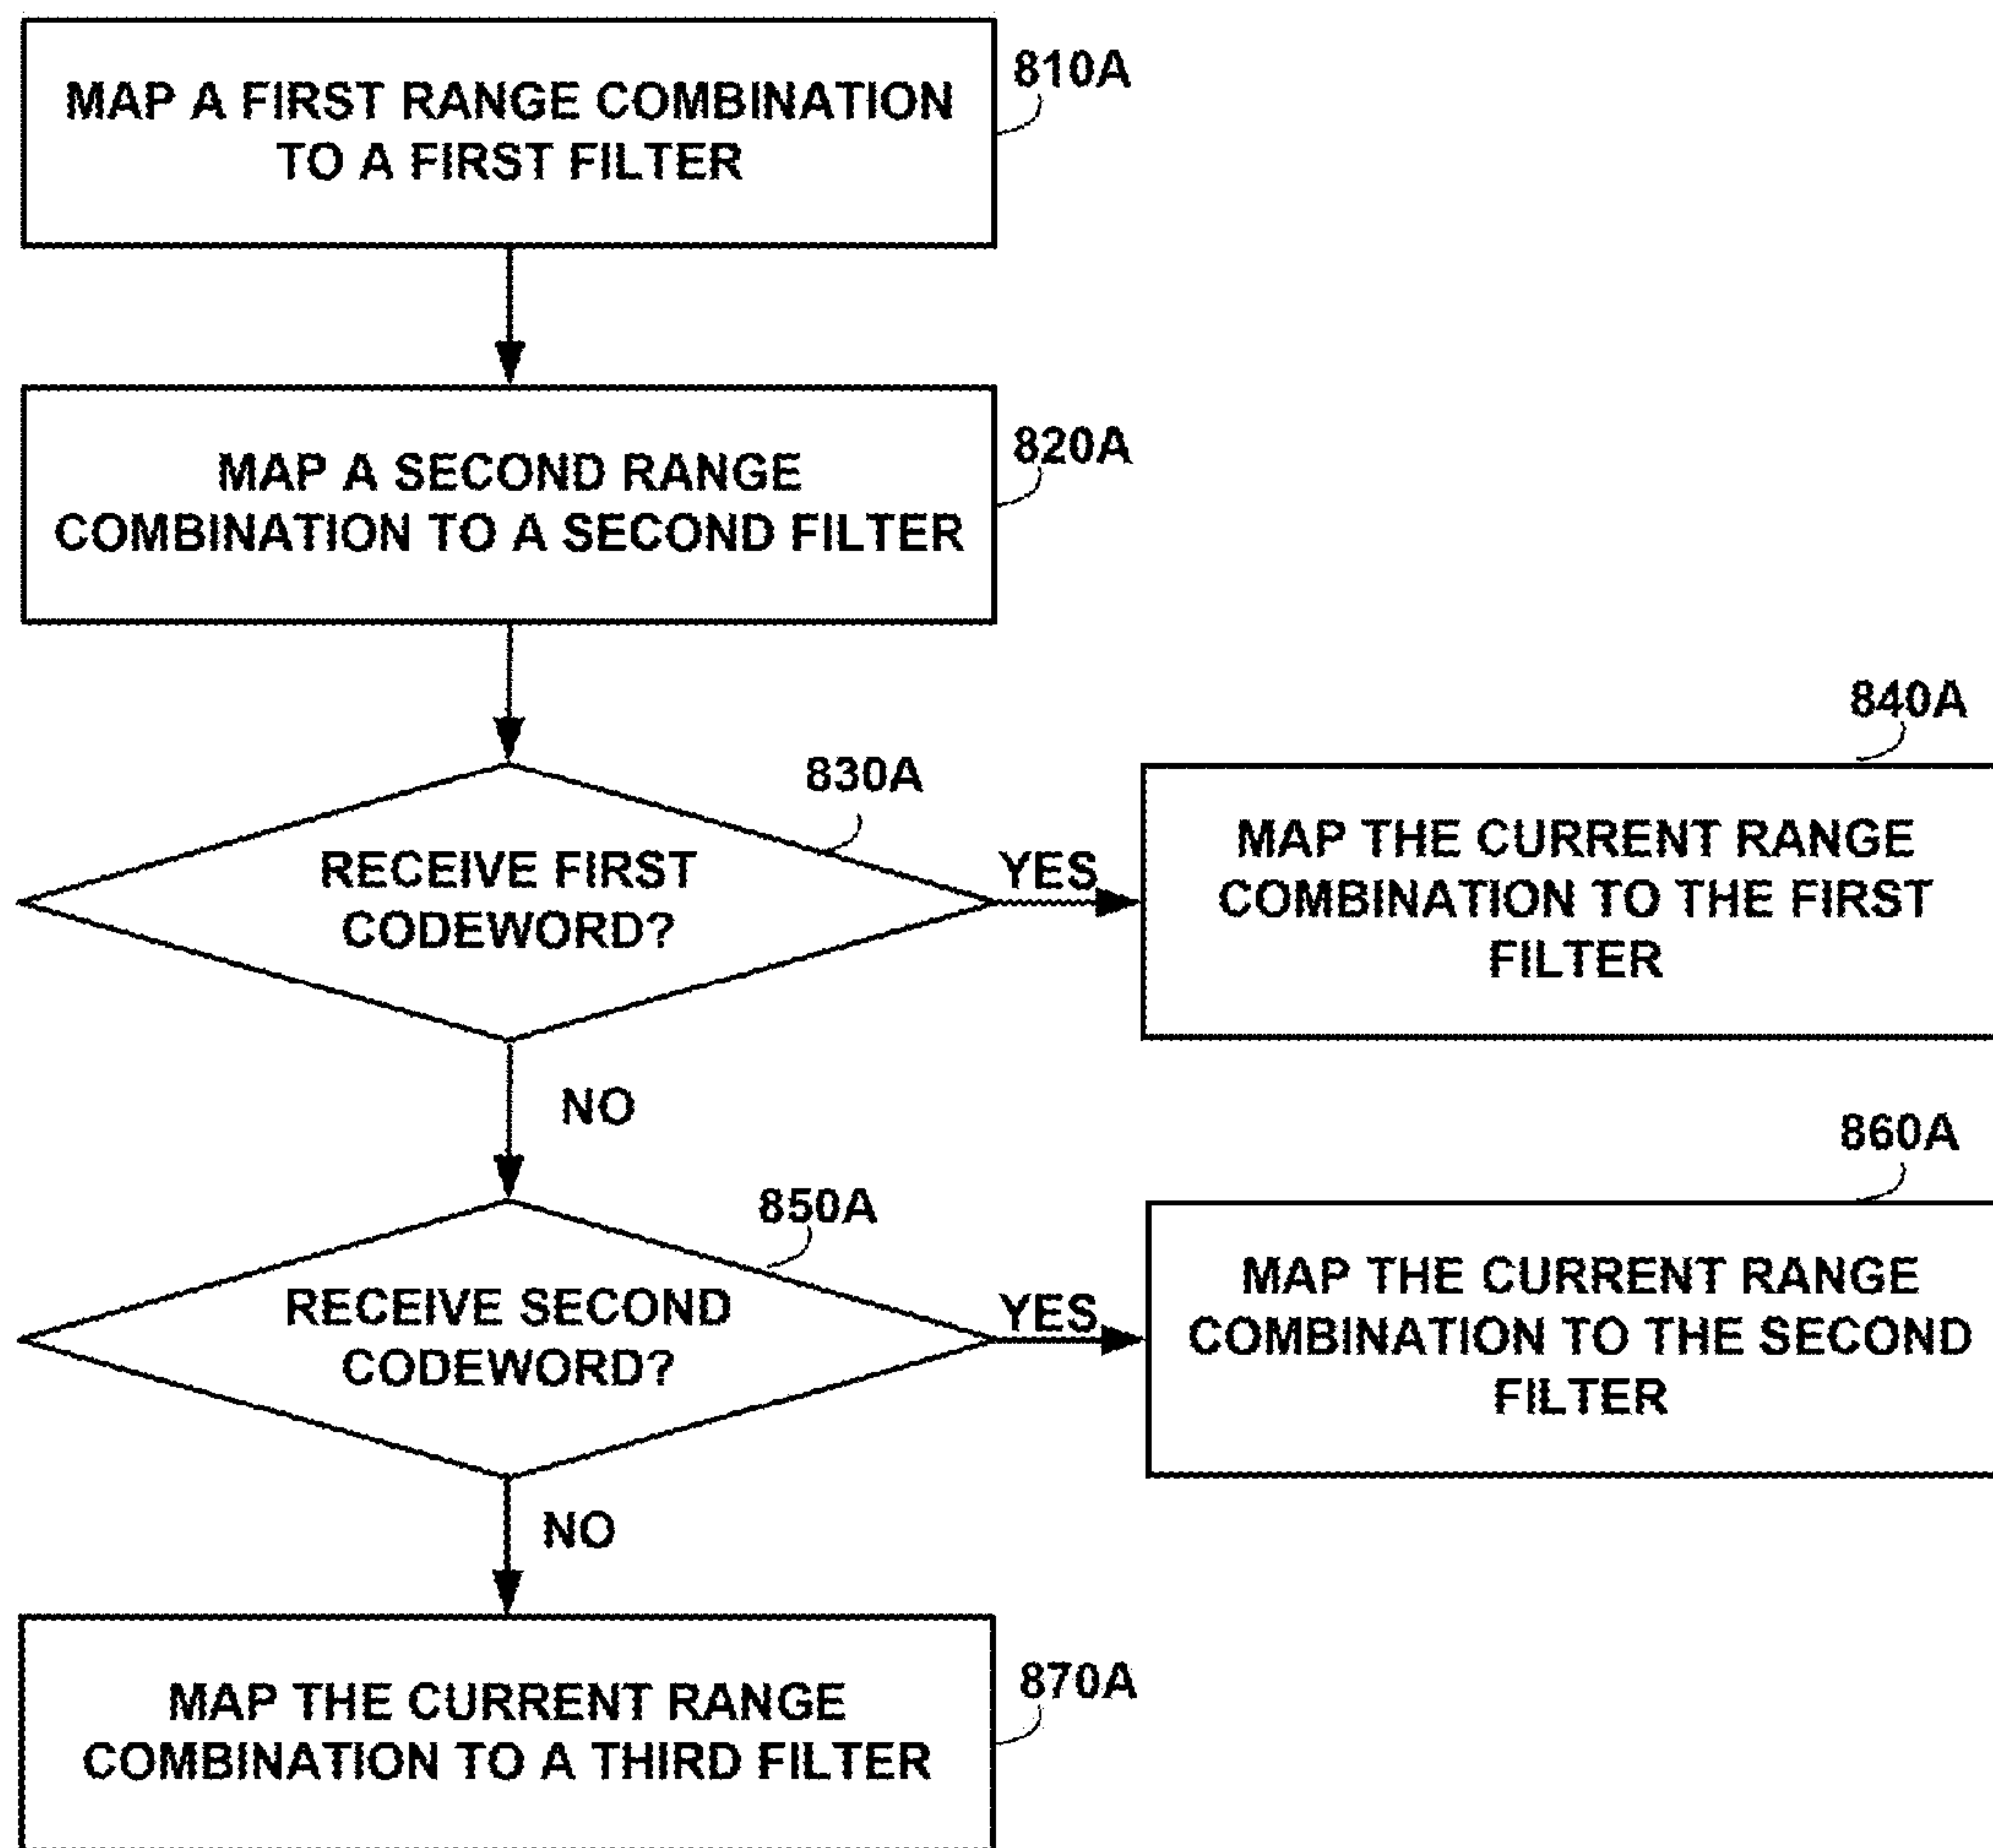 MAP A FIRST RANGE COMBINATION
TO A FIRST FILTER
810A
MAP A SECOND RANGE
COMBINATION TO A SECOND FILTER
820A
830A
RECEIVE FIRST
CODEWORD?
YES
840A
MAP THE CURRENT RANGE
COMBINATION TO THE FIRST
FILTER
NO
850A
RECEIVE SECOND
CODEWORD?
YES
860A
MAP THE CURRENT RANGE
COMBINATION TO THE SECOND
FILTER
NO
MAP THE CURRENT RANGE
COMBINATION TO A THIRD FILTER
870A